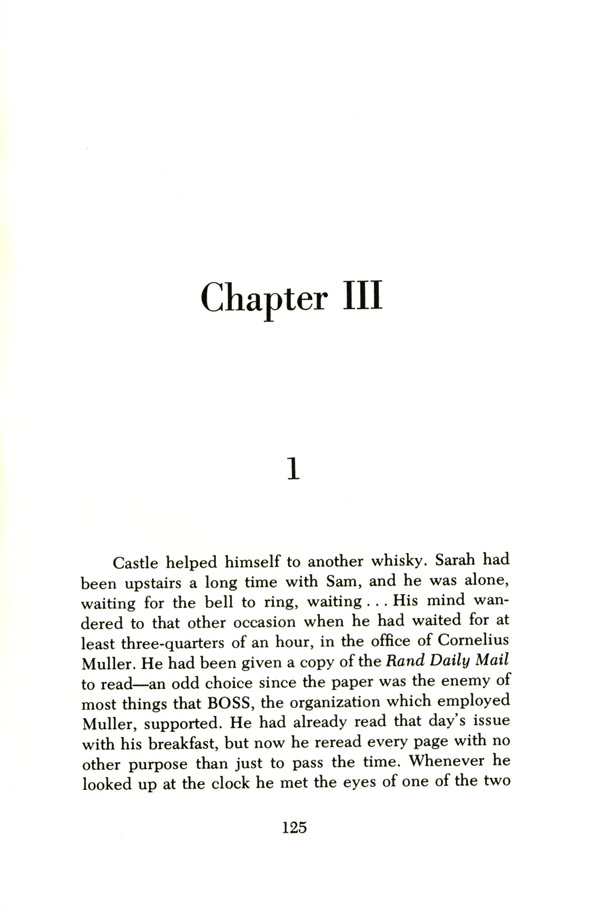 Chapter III
1
Castle helped himself to another whisky. Sarah had
been upstairs a long time with Sam, and he was alone,
waiting for the bell to ring, waiting . . . His mind wan-
dered to that other occasion when he had waited for at
least three-quarters of an hour, in the office of Cornelius
Muller. He had been given a copy of the Rand Daily Mail
to read—an odd choice since the paper was the enemy of
most things that BOSS, the organization which employed
Muller, supported. He had already read that day's issue
with his breakfast, but now he reread every page with no
other purpose than just to pass the time. Whenever he
looked up at the clock he met the eyes of one of the two
125